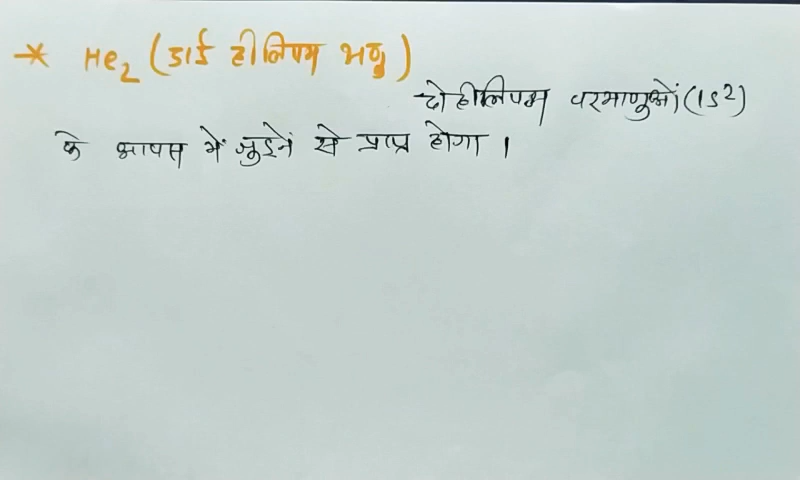 * He2 (डाई हीलियम अणु)
दो हीलियम परमाणुओं (1S2)
के आपस में जुड़ने से प्राप्त होगा ।